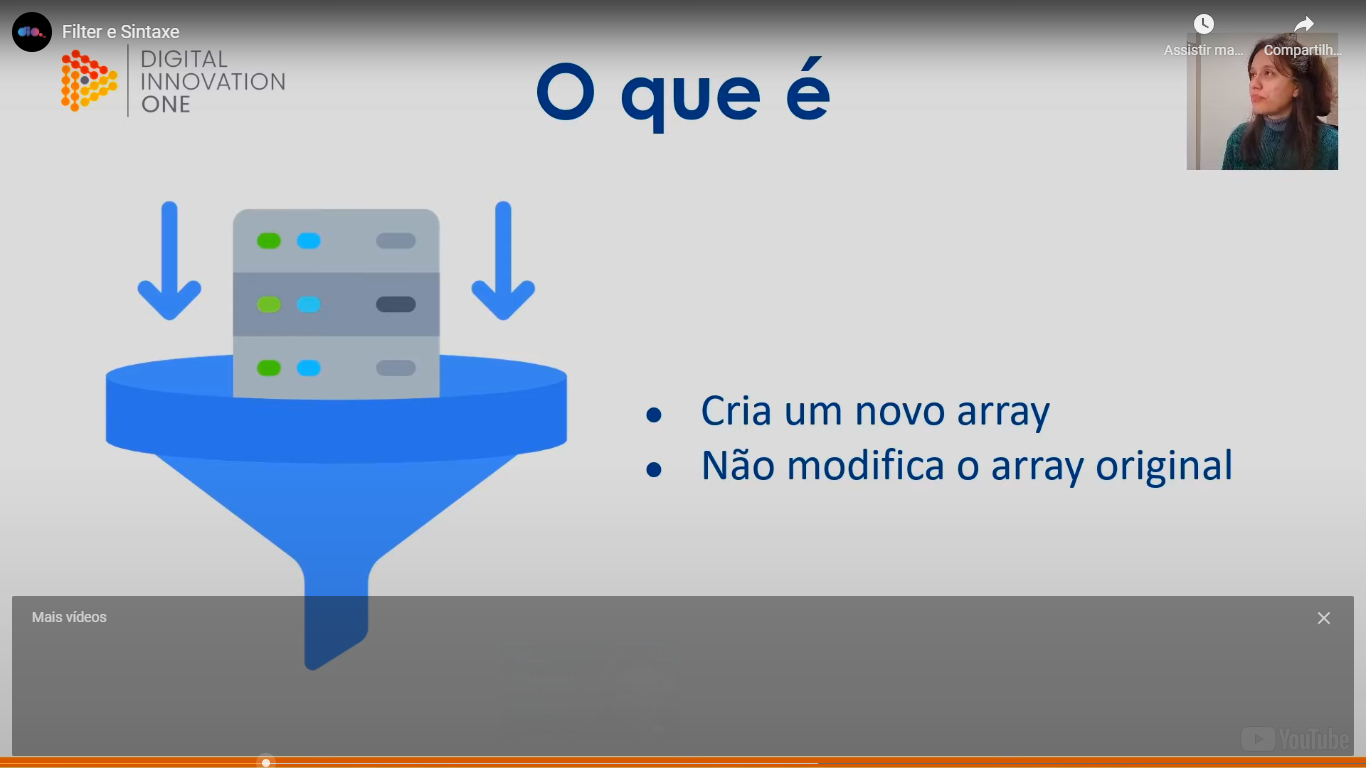 Filter e Sintaxe
Assistir ma...
Compartilh...
DIGITAL
INNOVATION
ONE
O que é
● Cria um novo array
● Não modifica o array original
Mais vídeos
YouTube